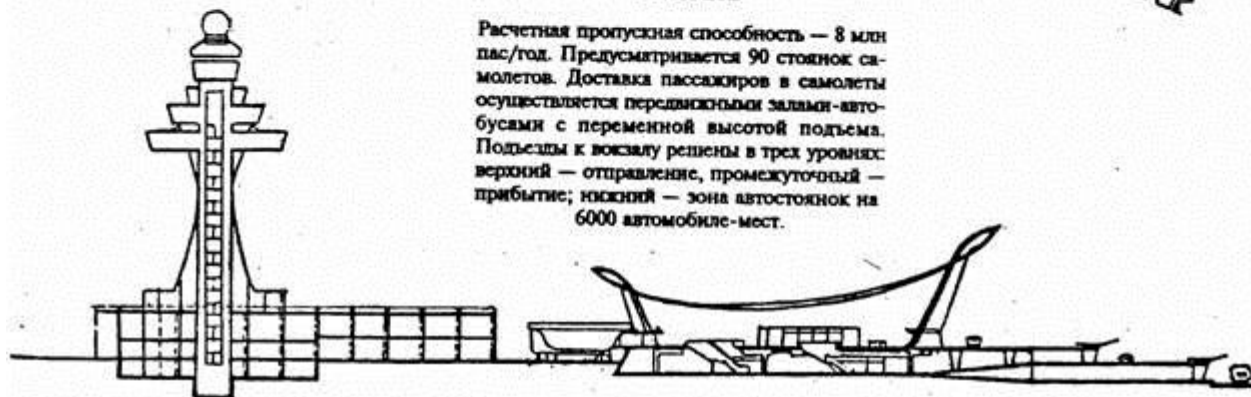 Расчетная пропускная способность — 8 млн
пас/год. Предусматривается 90 стоянок са-
молетов. Доставка пассажиров в самолеты
осуществляется передвижными залами-авто-
бусами с переменной высотой подъема.
Подъезды к вокзалу решены в трех уровнях:
верхний — отправление, промежуточный —
прибытие; нижний — зона автостоянок на
6000 автомобиле-мест.